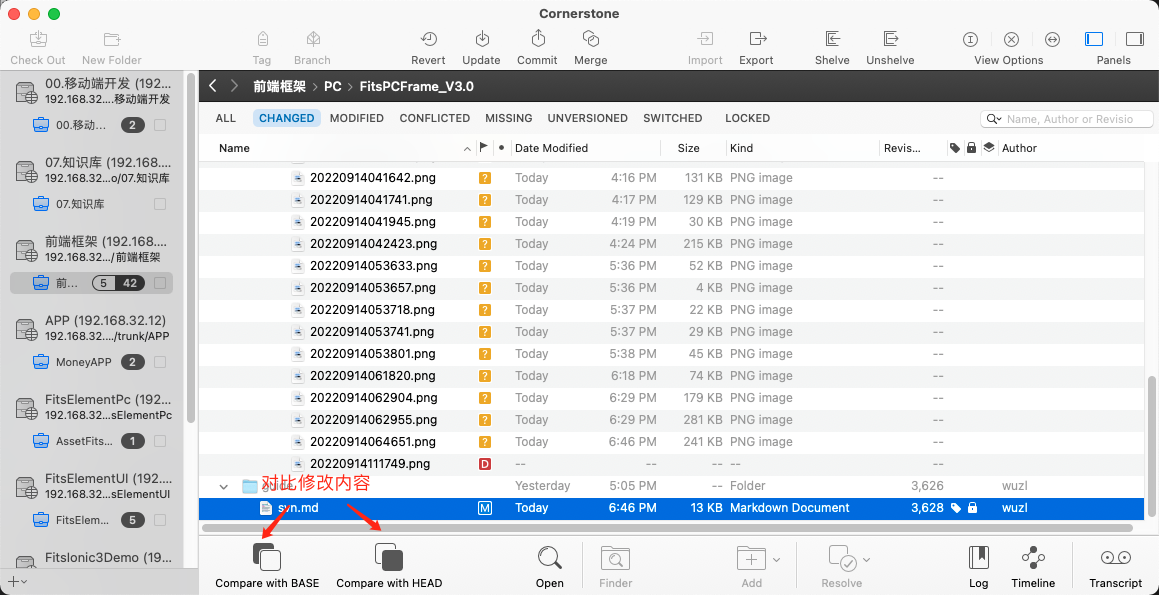 Cornerstone
Check Out New Folder Tag Branch Revert Update Commit Merge Import Export Shelve Unshelve View Options Panels
00.移动端开发 (192...
192.168.32....移动端开发
00.移动... 2
07.知识库 (192.168....
192.168.32...o/07.知识库
07.知识库
前端框架 (192.168....
192.168.32.../前端框架
前... 5 42
APP (192.168.32.12)
192.168.32..../trunk/APP
MoneyAPP 2
FitsElementPc (192...
192.168.32...sElementPc
AssetFits... 1
FitsElementUI (192....
192.168.32...sElementUI
FitsElem... 5
FitsIonic3Demo (19...
前端框架 › PC › FitsPCFrame_V3.0
ALL CHANGED MODIFIED CONFLICTED MISSING UNVERSIONED SWITCHED LOCKED Name, Author or Revisio
Name Date Modified Size Kind Revis... Author
20220914041642.png ? Today 4:16 PM 131 KB PNG image --
20220914041741.png ? Today 4:17 PM 129 KB PNG image --
20220914041945.png ? Today 4:19 PM 30 KB PNG image --
20220914042423.png ? Today 4:24 PM 215 KB PNG image --
20220914053633.png ? Today 5:36 PM 52 KB PNG image --
20220914053657.png ? Today 5:36 PM 4 KB PNG image --
20220914053718.png ? Today 5:37 PM 22 KB PNG image --
20220914053741.png ? Today 5:37 PM 29 KB PNG image --
20220914053801.png ? Today 5:38 PM 45 KB PNG image --
20220914061820.png ? Today 6:18 PM 74 KB PNG image --
20220914062904.png ? Today 6:29 PM 179 KB PNG image --
20220914062955.png ? Today 6:29 PM 281 KB PNG image --
20220914064651.png ? Today 6:46 PM 241 KB PNG image --
20220914111749.png D -- -- -- -- --
对比修改内容
guide Yesterday 5:05 PM -- Folder 3,626 wuzl
svn.md M Today 6:46 PM 13 KB Markdown Document 3,628 wuzl
Compare with BASE Compare with HEAD Open Finder Add Resolve Log Timeline Transcript